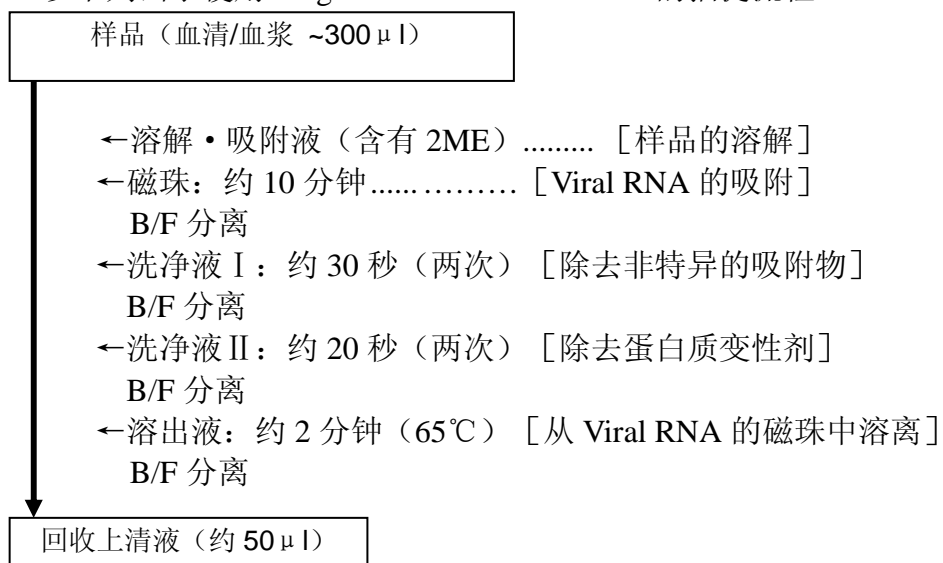 样品（血清/血浆 ~300μl）
←溶解·吸附液（含有 2ME）.........［样品的溶解］
←磁珠：约 10 分钟...............［Viral RNA 的吸附］
B/F 分离
←洗净液Ⅰ：约 30 秒（两次）［除去非特异的吸附物］
B/F 分离
←洗净液Ⅱ：约 20 秒（两次）［除去蛋白质变性剂］
B/F 分离
←溶出液：约 2 分钟（65℃）［从 Viral RNA 的磁珠中溶离］
B/F 分离
回收上清液（约 50μl）